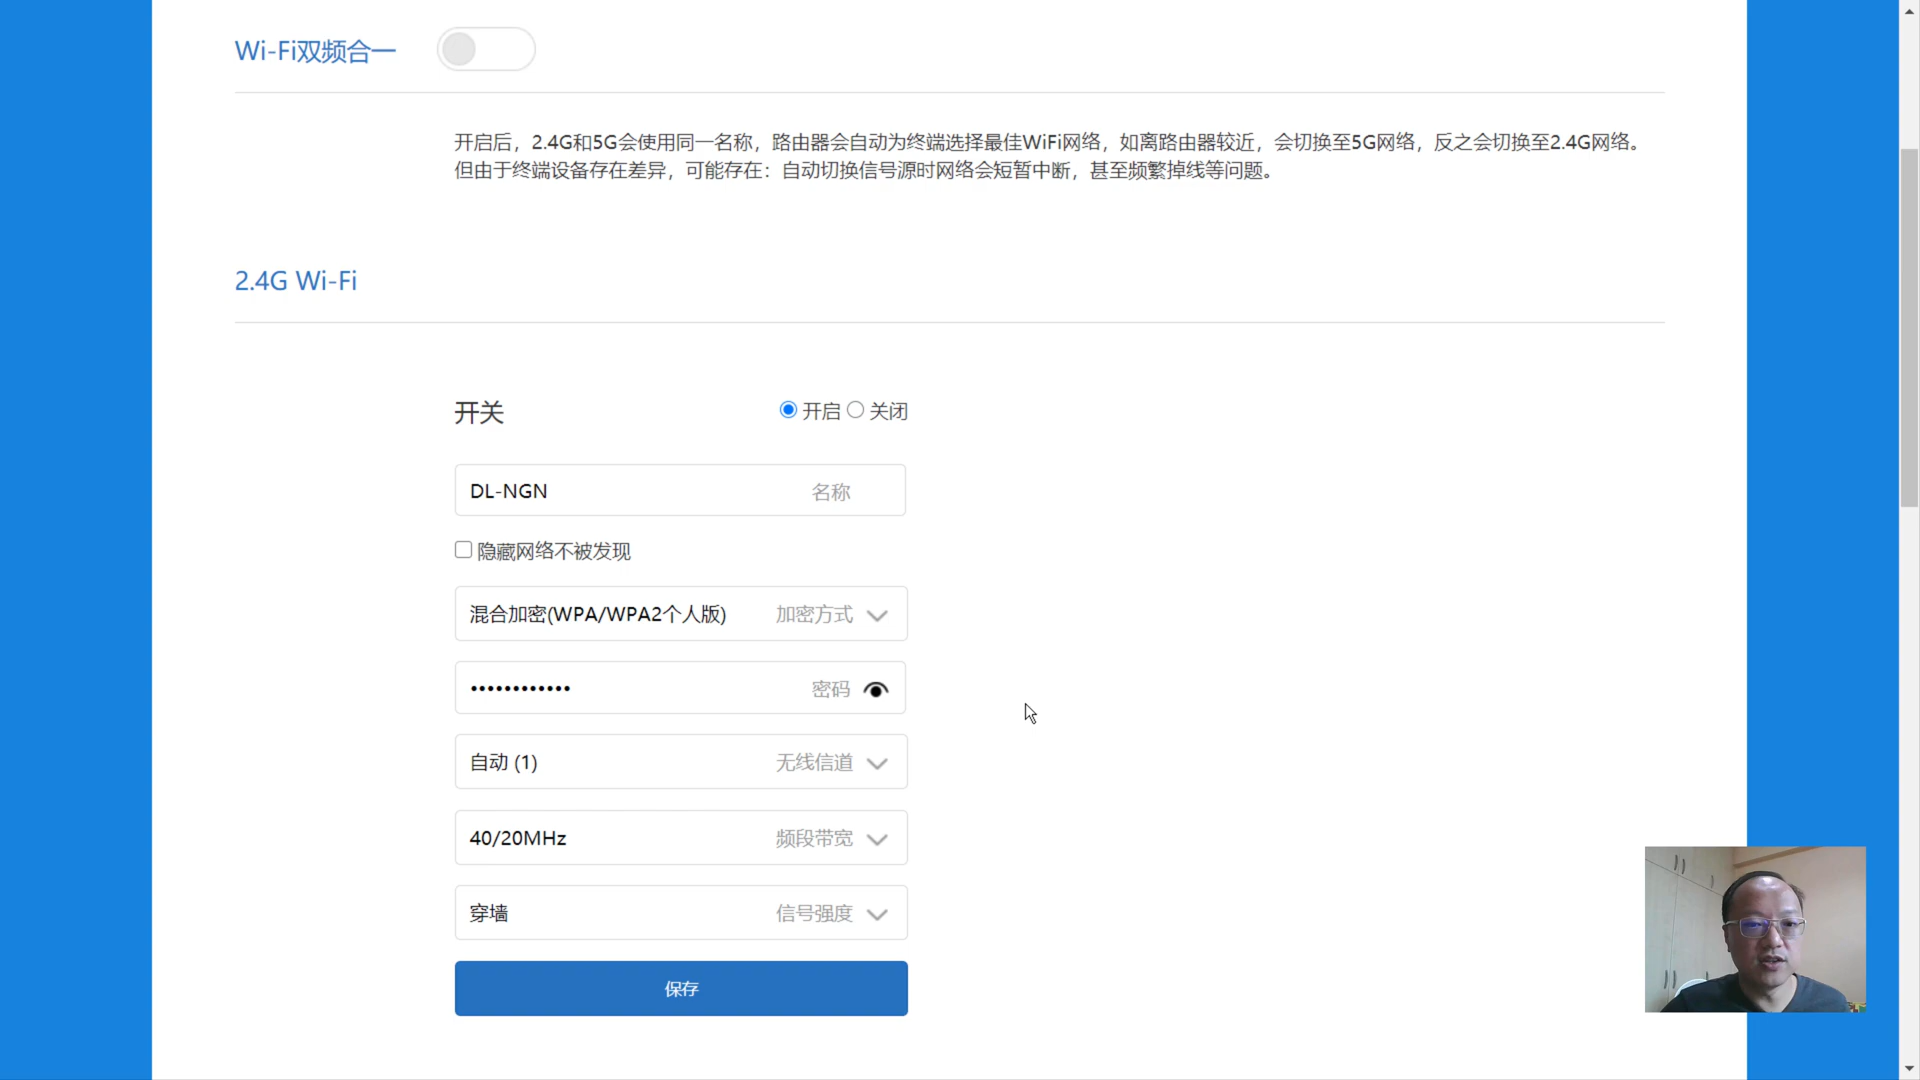 Wi-Fi双频合一
开启后，2.4G和5G会使用同一名称，路由器会自动为终端选择最佳WiFi网络，如离路由器较近，会切换至5G网络，反之会切换至2.4G网络。
但由于终端设备存在差异，可能存在：自动切换信号源时网络会短暂中断，甚至频繁掉线等问题。
2.4G Wi-Fi
开关 开启 关闭
DL-NGN 名称
隐藏网络不被发现
混合加密(WPA/WPA2个人版) 加密方式
•••••••••••• 密码
自动 (1) 无线信道
40/20MHz 频段带宽
穿墙 信号强度
保存